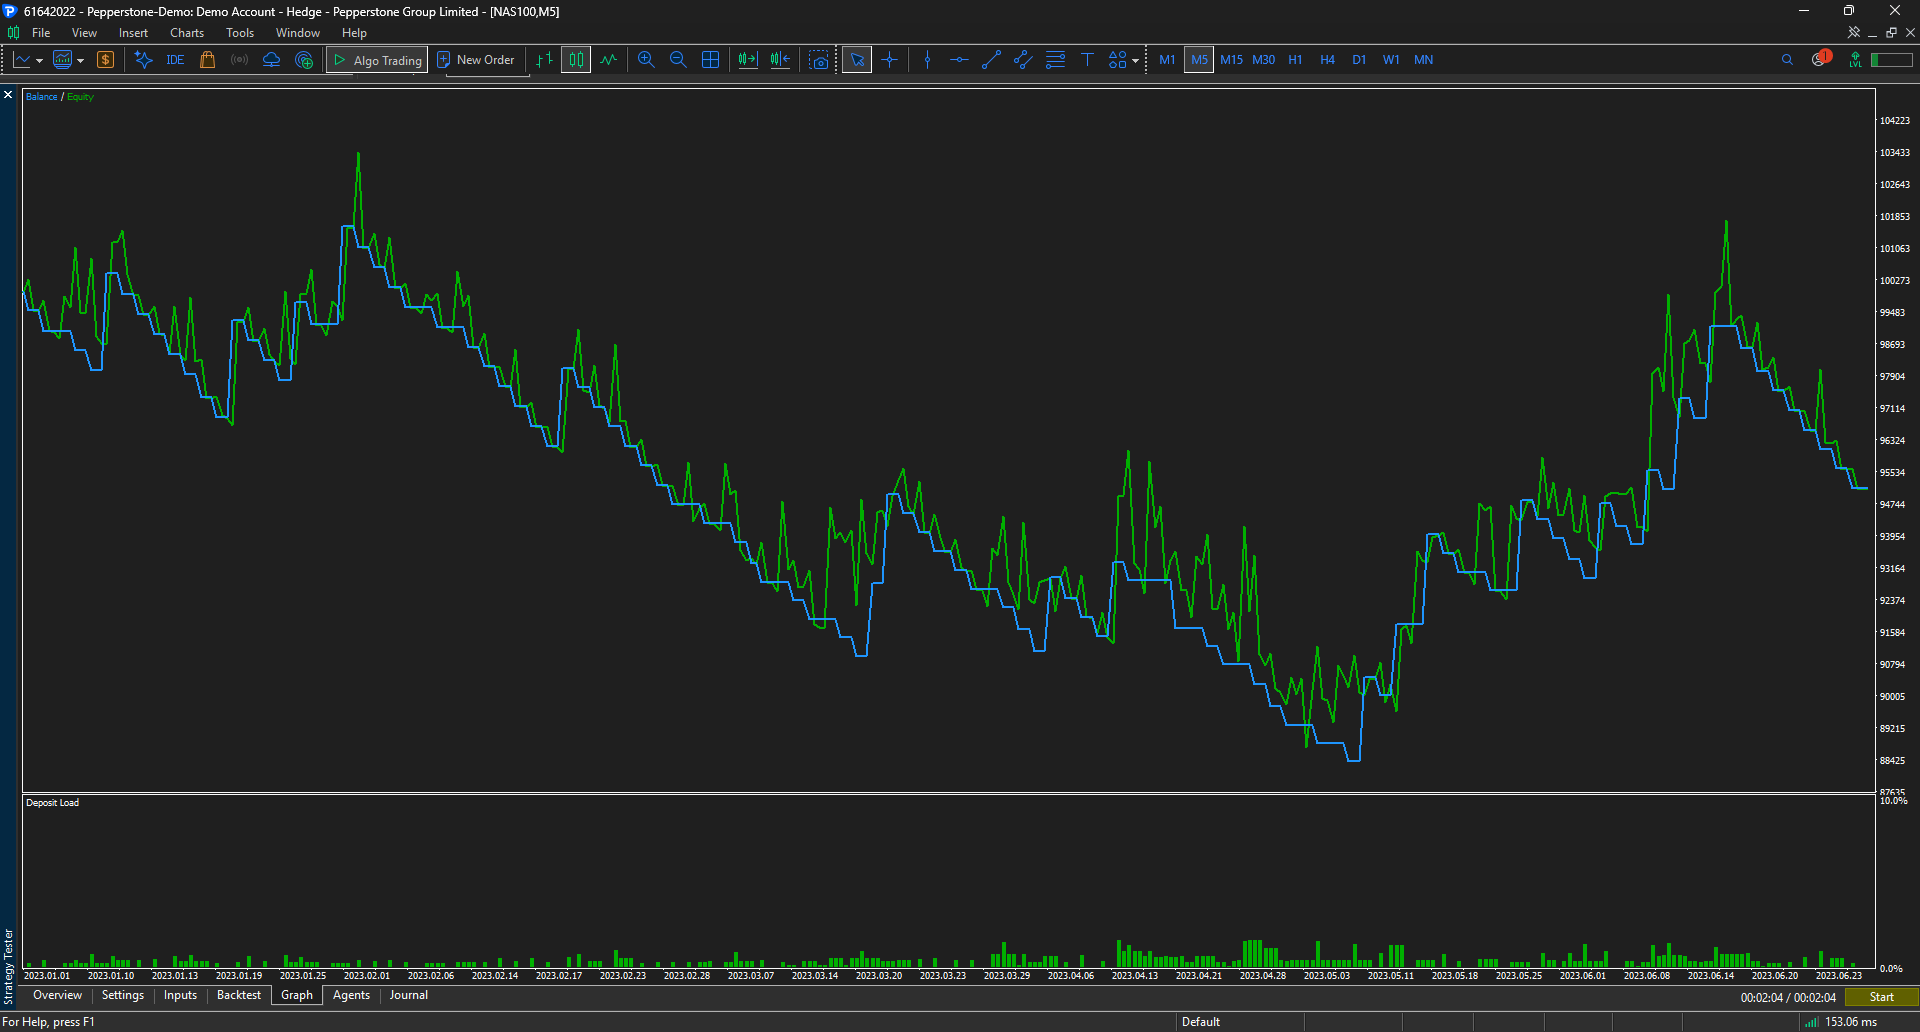 61642022 - Pepperstone-Demo: Demo Account - Hedge - Pepperstone Group Limited - [NAS100,M5]
File View Insert Charts Tools Window Help
IDE Algo Trading New Order M1 M5 M15 M30 H1 H4 D1 W1 MN 1 LVL
Balance / Equity
104223
103433
102643
101853
101063
100273
99483
98693
97904
97114
96324
95534
94744
93954
93164
92374
91584
90794
90005
89215
88425
87635
Deposit Load
10.0%
0.0%
2023.01.01 2023.01.10 2023.01.13 2023.01.19 2023.01.25 2023.02.01 2023.02.06 2023.02.14 2023.02.17 2023.02.23 2023.02.28 2023.03.07 2023.03.14 2023.03.20 2023.03.23 2023.03.29 2023.04.06 2023.04.13 2023.04.21 2023.04.28 2023.05.03 2023.05.11 2023.05.18 2023.05.25 2023.06.01 2023.06.08 2023.06.14 2023.06.20 2023.06.23
Strategy Tester
Overview Settings Inputs Backtest Graph Agents Journal
00:02:04 / 00:02:04 Start
For Help, press F1 Default 153.06 ms